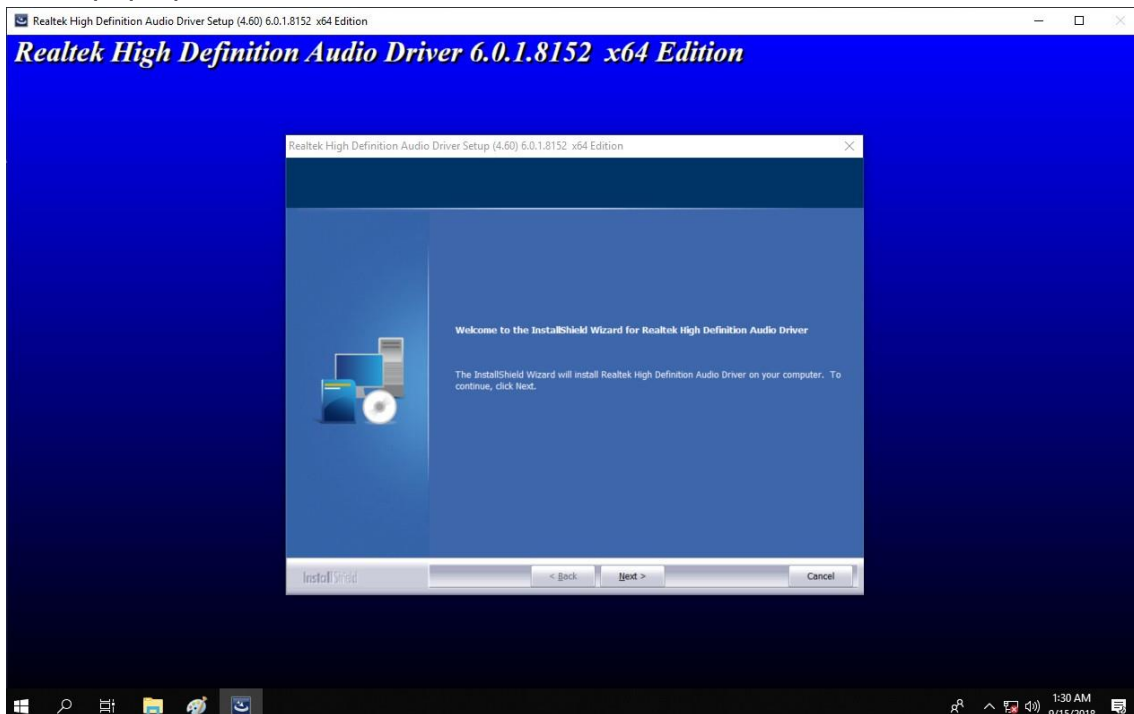 Realtek High Definition Audio Driver Setup (4.60) 6.0.1.8152 x64 Edition
Realtek High Definition Audio Driver 6.0.1.8152 x64 Edition
Realtek High Definition Audio Driver Setup (4.60) 6.0.1.8152 x64 Edition
Welcome to the InstallShield Wizard for Realtek High Definition Audio Driver
The InstallShield Wizard will install Realtek High Definition Audio Driver on your computer. To
continue, click Next.
InstallShield
< Back
Next >
Cancel
1:30 AM
9/15/2018